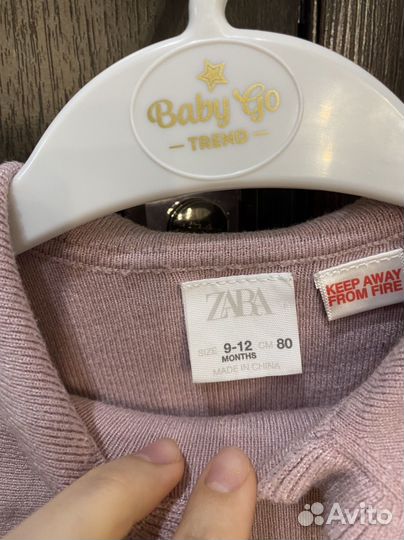 Baby Go
TREND
ZARA
SIZE 9-12 MONTHS CM 80
MADE IN CHINA
KEEP AWAY
FROM FIRE
Avito